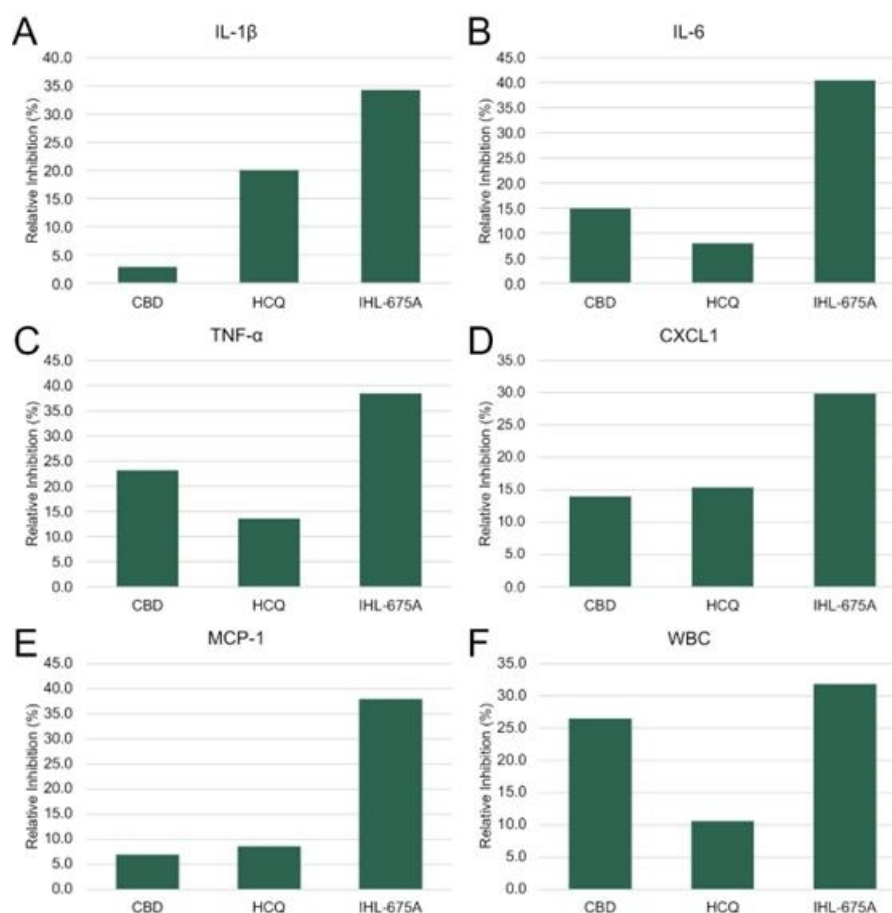 A
IL-1β
Relative Inhibition (%)
40.0
35.0
30.0
25.0
20.0
15.0
10.0
5.0
0.0
CBD HCQ IHL-675A
B
IL-6
Relative Inhibition (%)
45.0
40.0
35.0
30.0
25.0
20.0
15.0
10.0
5.0
0.0
CBD HCQ IHL-675A
C
TNF-α
Relative Inhibition (%)
45.0
40.0
35.0
30.0
25.0
20.0
15.0
10.0
5.0
0.0
CBD HCQ IHL-675A
D
CXCL1
Relative Inhibition (%)
35.0
30.0
25.0
20.0
15.0
10.0
5.0
0.0
CBD HCQ IHL-675A
E
MCP-1
Relative Inhibition (%)
45.0
40.0
35.0
30.0
25.0
20.0
15.0
10.0
5.0
0.0
CBD HCQ IHL-675A
F
WBC
Relative Inhibition (%)
35.0
30.0
25.0
20.0
15.0
10.0
5.0
0.0
CBD HCQ IHL-675A